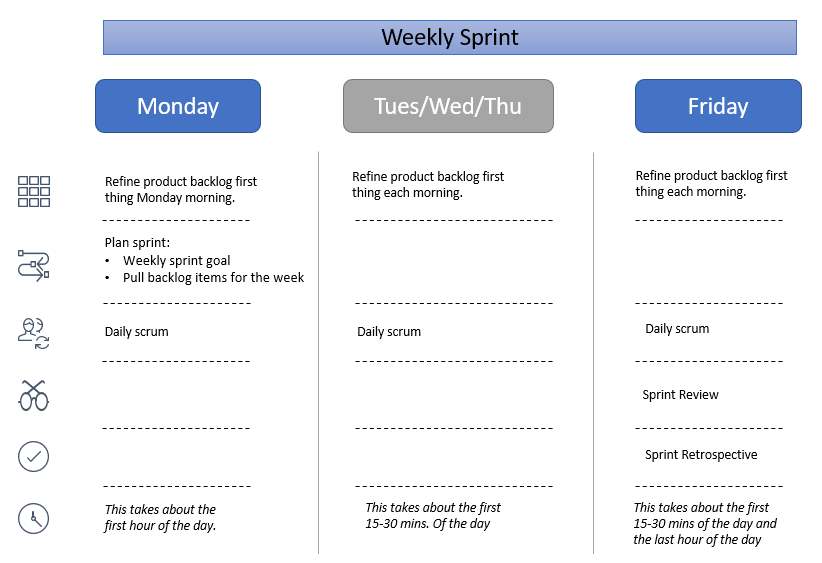 Weekly Sprint
Monday
Tues/Wed/Thu
Friday
Refine product backlog first
thing Monday morning.
Refine product backlog first
thing each morning.
Refine product backlog first
thing each morning.
Plan sprint:
• Weekly sprint goal
• Pull backlog items for the week
Daily scrum
Daily scrum
Daily scrum
Sprint Review
Sprint Retrospective
This takes about the
first hour of the day.
This takes about the first
15-30 mins. Of the day
This takes about the first
15-30 mins of the day and
the last hour of the day